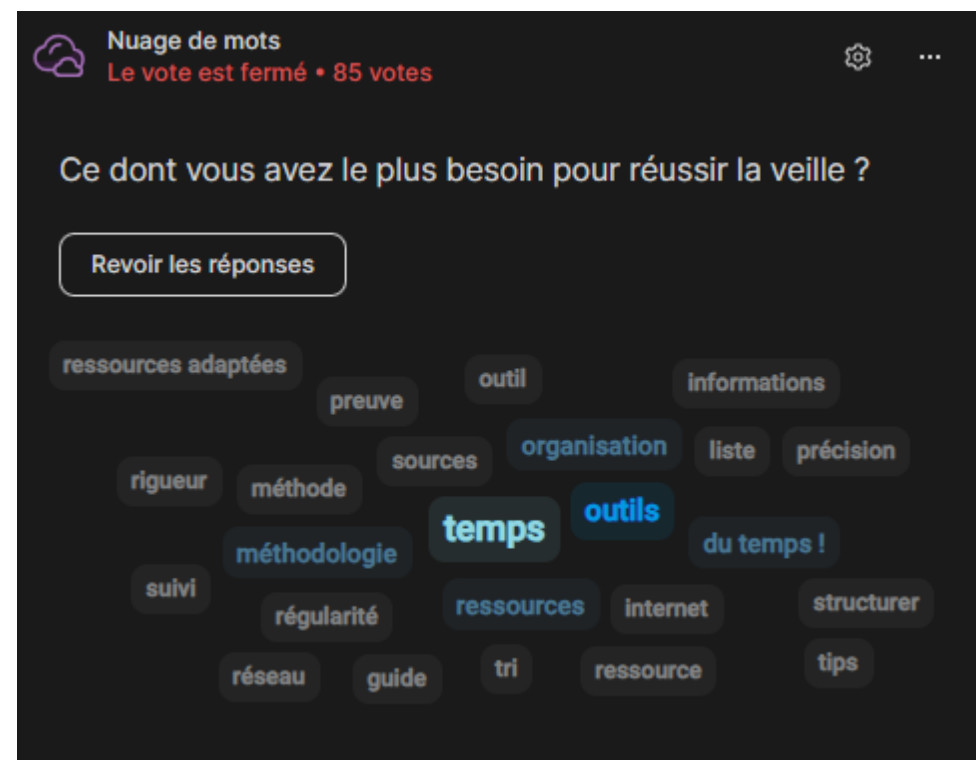 Nuage de mots
Le vote est fermé • 85 votes
...
Ce dont vous avez le plus besoin pour réussir la veille ?
Revoir les réponses
ressources adaptées
preuve
outil
informations
rigueur
méthode
sources
organisation
liste
précision
méthodologie
temps
outils
du temps !
suivi
régularité
ressources
internet
structurer
réseau
guide
tri
ressource
tips